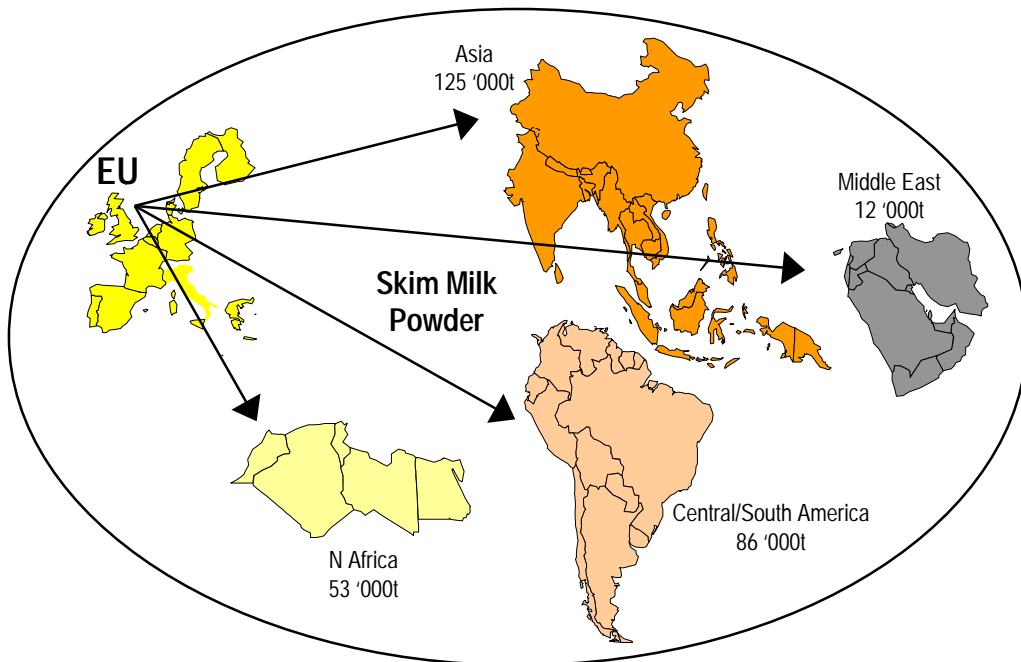 Asia
125 ‘000t
EU
Middle East
12 ‘000t
Skim Milk
Powder
Central/South America
86 ‘000t
N Africa
53 ‘000t